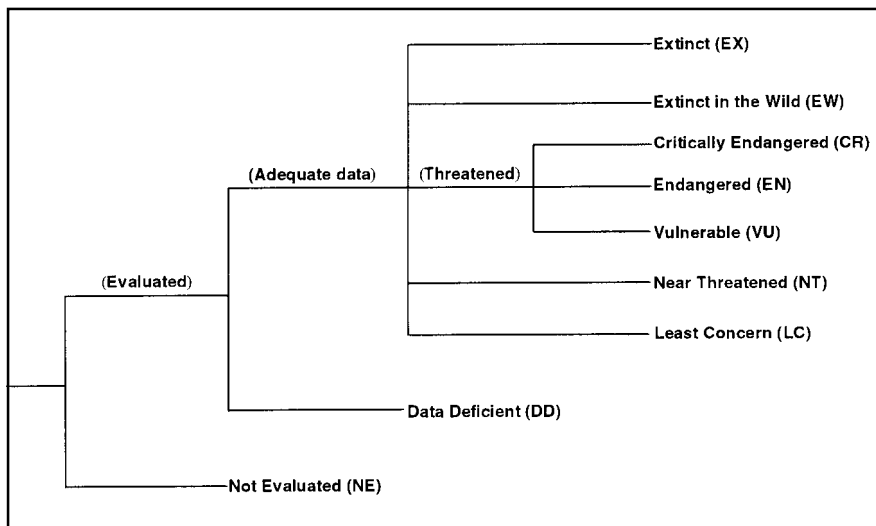 Extinct (EX)
Extinct in the Wild (EW)
Critically Endangered (CR)
(Adequate data) (Threatened)
Endangered (EN)
Vulnerable (VU)
(Evaluated)
Near Threatened (NT)
Least Concern (LC)
Data Deficient (DD)
Not Evaluated (NE)